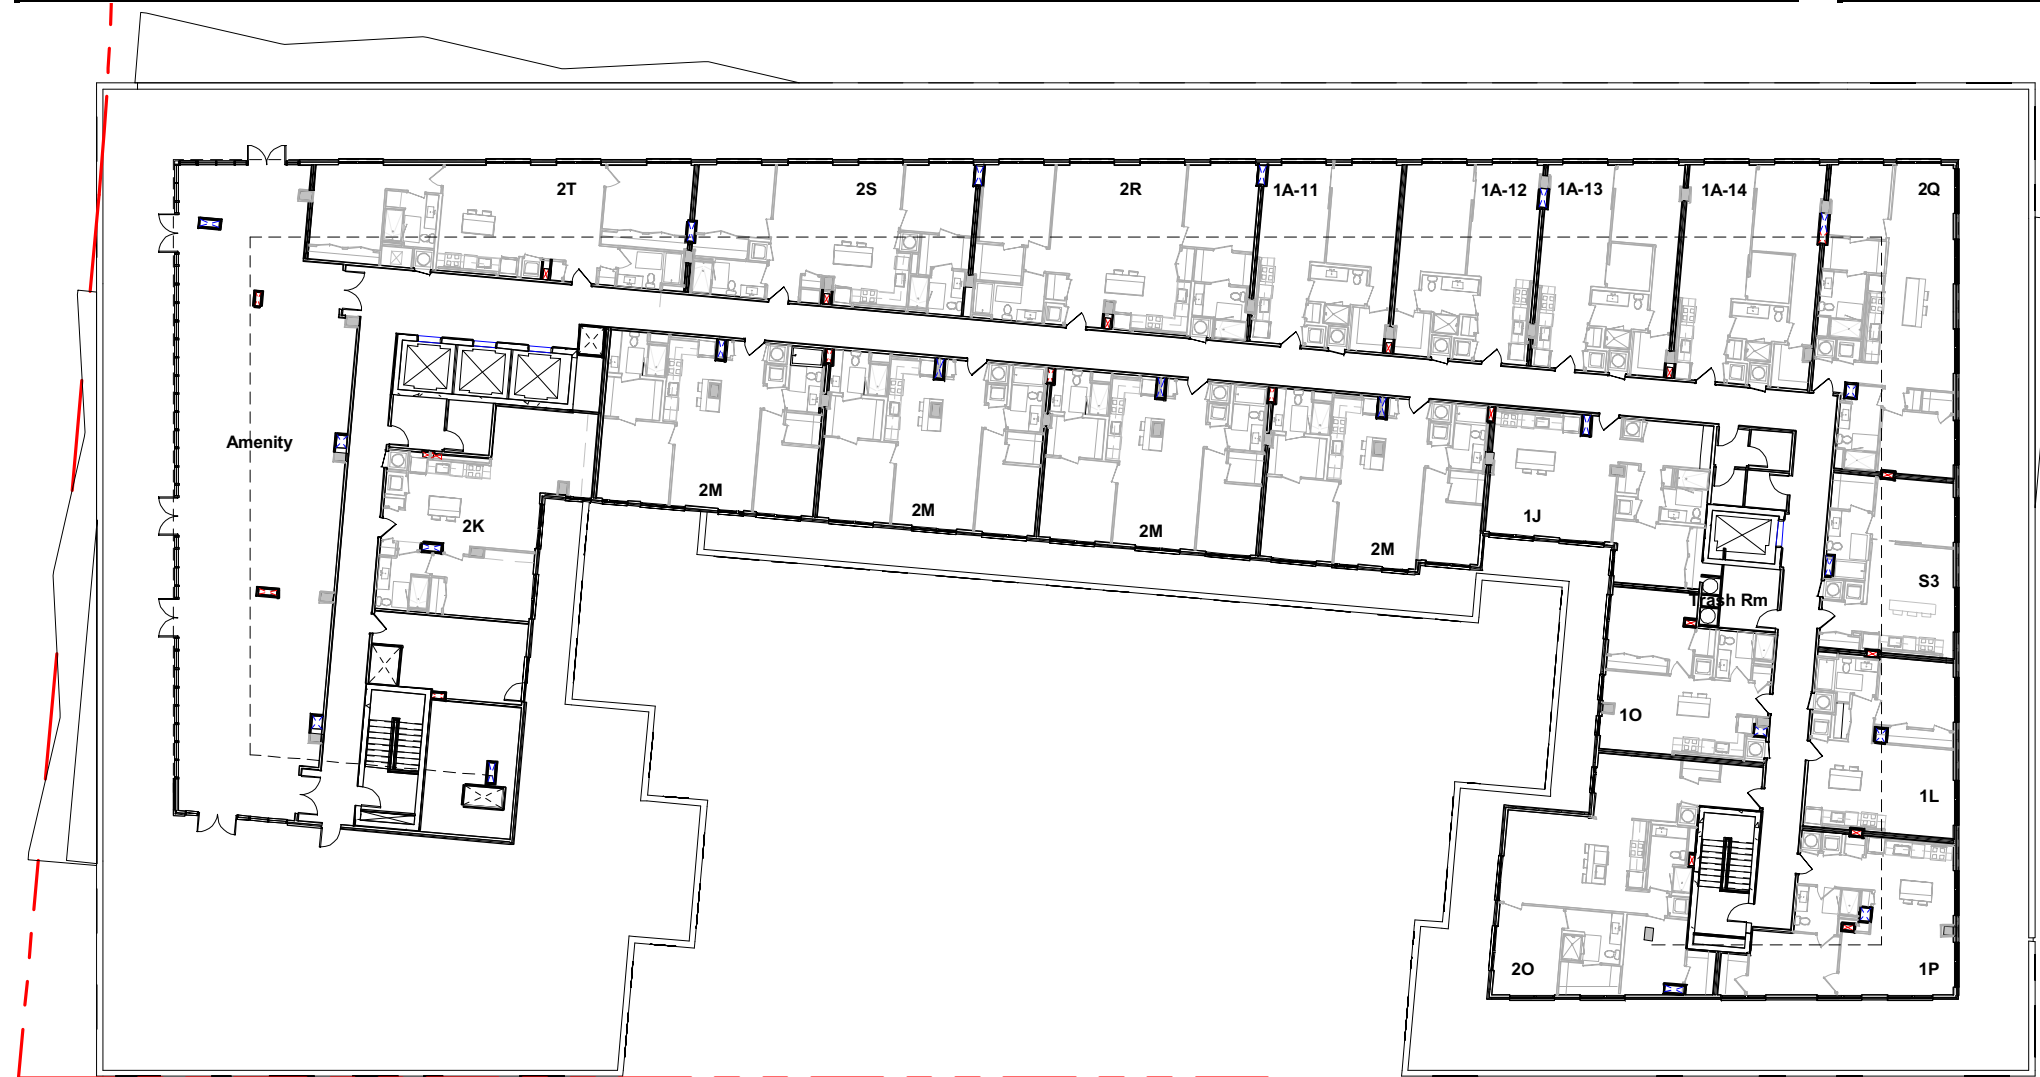 2T
2S
2R
1A-11
1A-12
1A-13
1A-14
2Q
Amenity
2K
2M
2M
2M
2M
1J
S3
Trash Rm
1O
1L
2O
1P